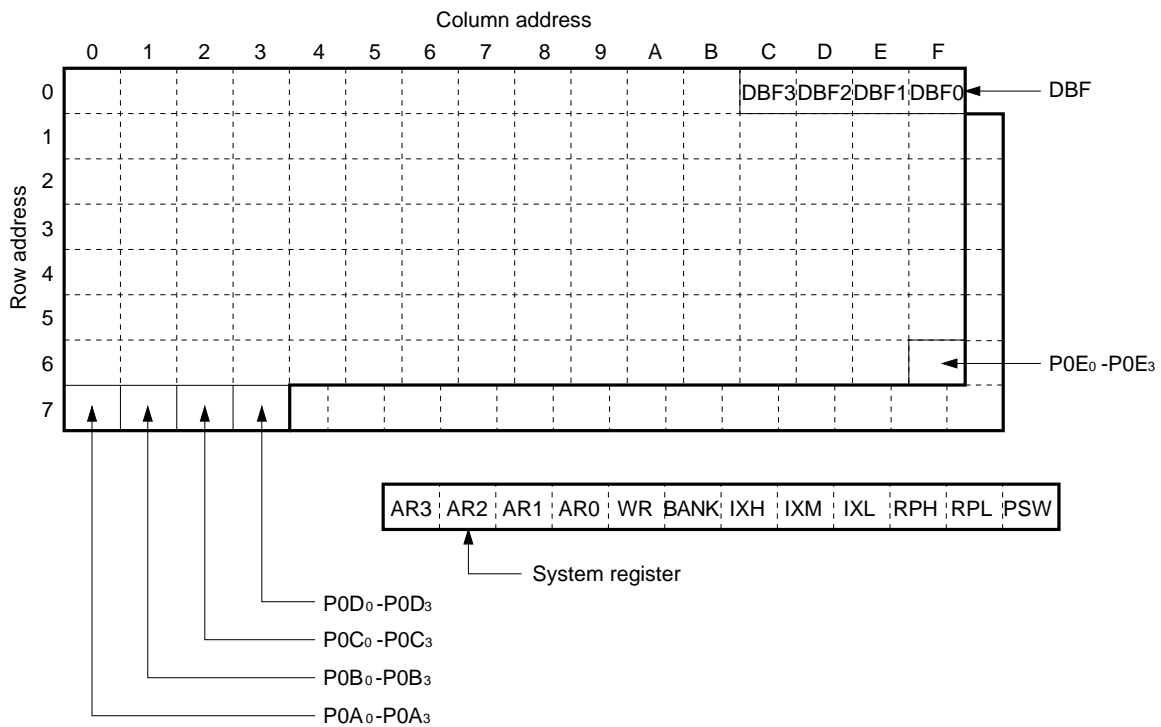 Column address
0 1 2 3 4 5 6 7 8 9 A B C D E F
Row address
0 DBF3 DBF2 DBF1 DBF0 DBF
1
2
3
4
5
6 P0E0-P0E3
7
AR3 AR2 AR1 AR0 WR BANK IXH IXM IXL RPH RPL PSW
System register
P0D0-P0D3
P0C0-P0C3
P0B0-P0B3
P0A0-P0A3